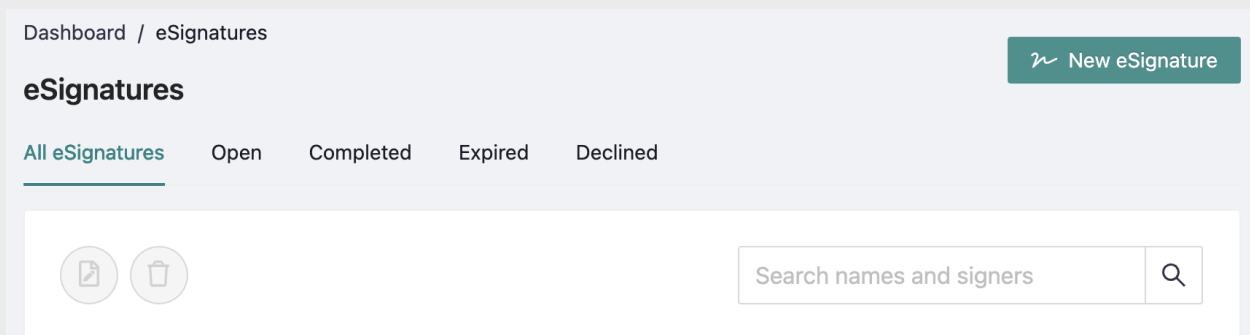 Dashboard / eSignatures
New eSignature
eSignatures
All eSignatures Open Completed Expired Declined
Search names and signers